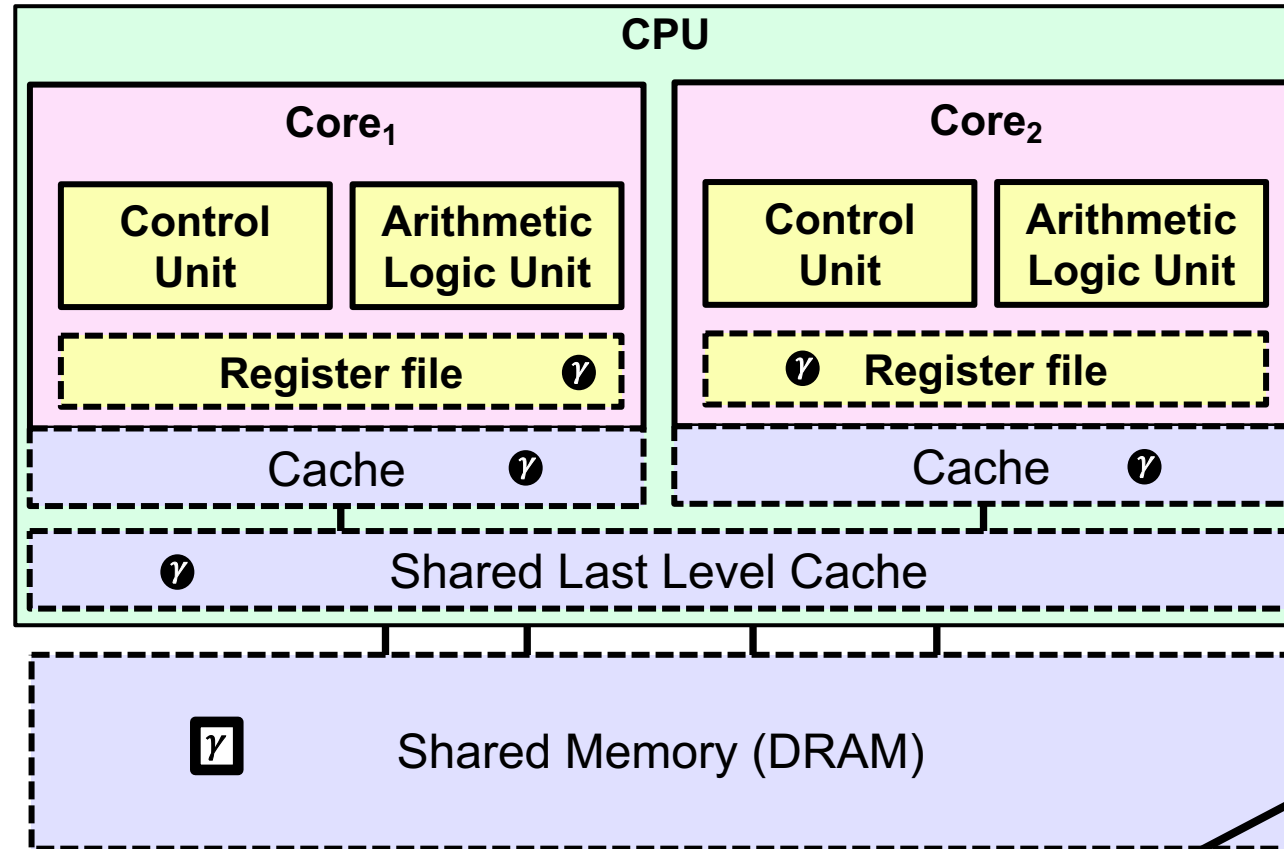 CPU
Core₁
Core₂
Control
Unit
Arithmetic
Logic Unit
Control
Unit
Arithmetic
Logic Unit
Register file γ
γ Register file
Cache γ
Cache γ
γ Shared Last Level Cache
γ Shared Memory (DRAM)